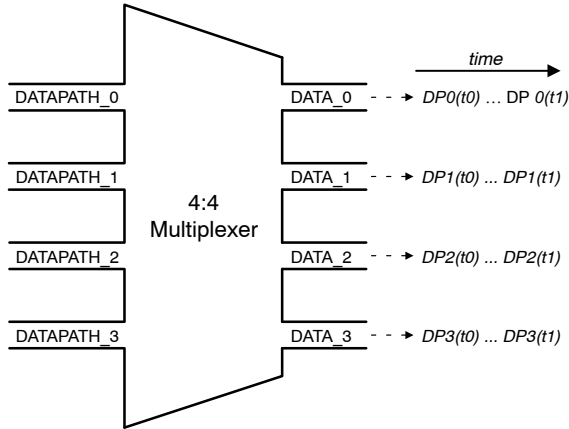 time
DATAPATH_0 DATA_0 DP0(t0) ... DP 0(t1)
DATAPATH_1 DATA_1 DP1(t0) ... DP1(t1)
4:4
Multiplexer
DATAPATH_2 DATA_2 DP2(t0) ... DP2(t1)
DATAPATH_3 DATA_3 DP3(t0) ... DP3(t1)